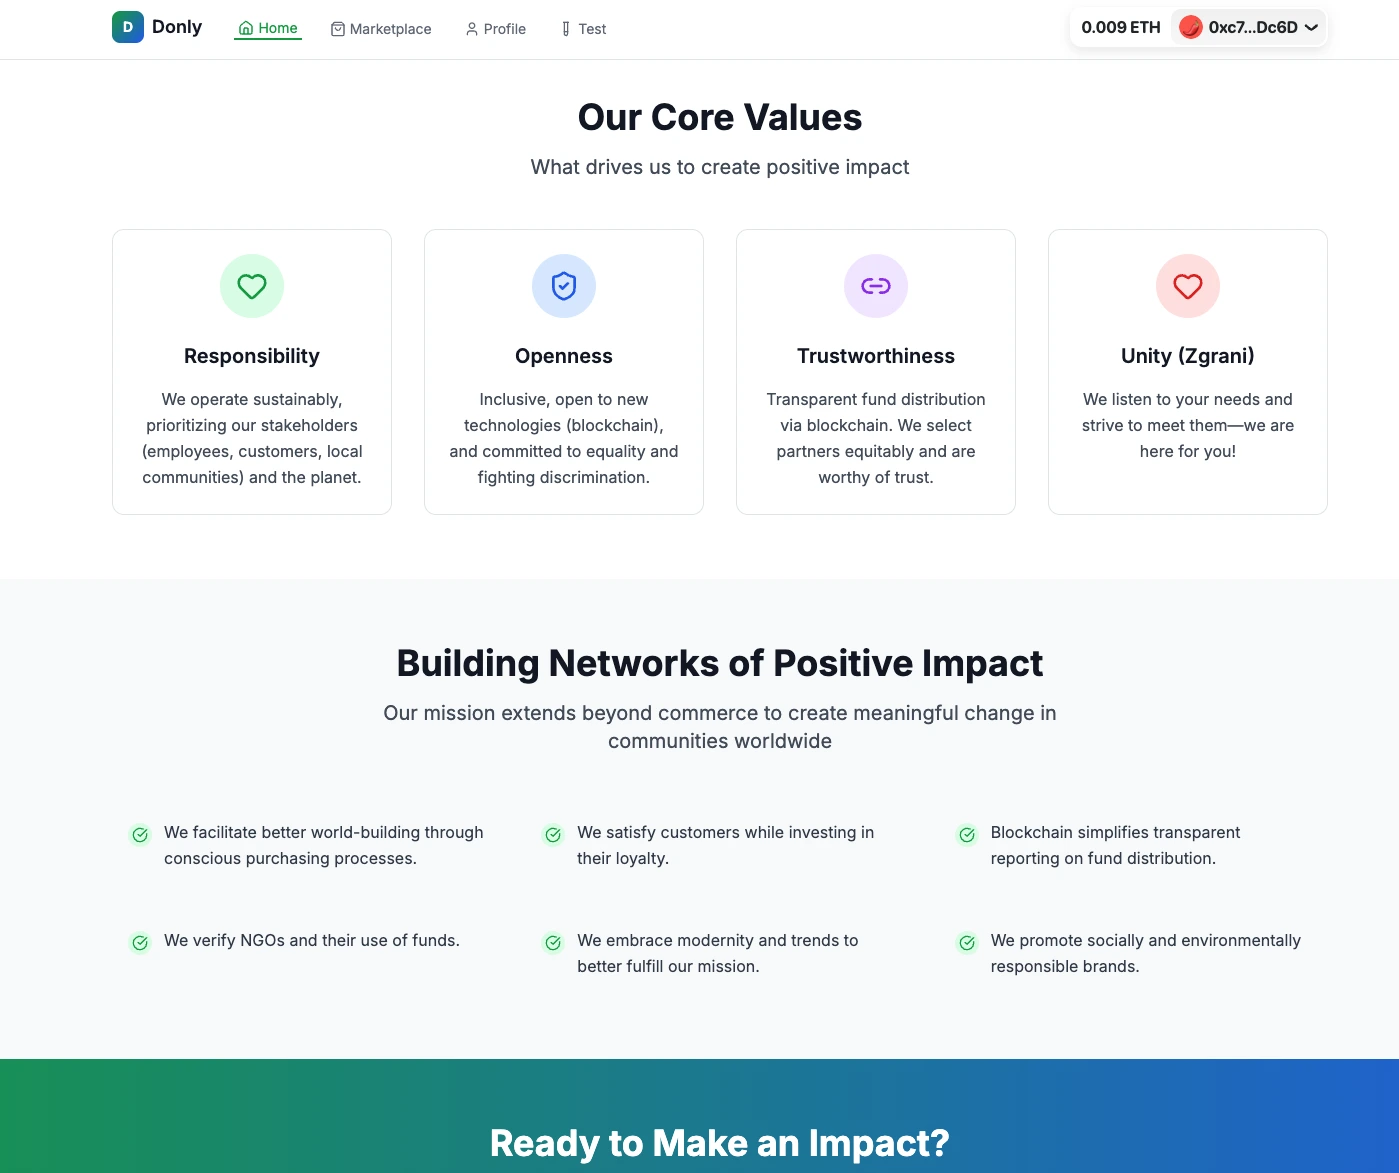 D Donly Home Marketplace Profile Test 0.009 ETH 0xc7...Dc6D
Our Core Values
What drives us to create positive impact
Responsibility
We operate sustainably,
prioritizing our stakeholders
(employees, customers, local
communities) and the planet.
Openness
Inclusive, open to new
technologies (blockchain),
and committed to equality and
fighting discrimination.
Trustworthiness
Transparent fund distribution
via blockchain. We select
partners equitably and are
worthy of trust.
Unity (Zgrani)
We listen to your needs and
strive to meet them—we are
here for you!
Building Networks of Positive Impact
Our mission extends beyond commerce to create meaningful change in
communities worldwide
We facilitate better world-building through
conscious purchasing processes.
We satisfy customers while investing in
their loyalty.
Blockchain simplifies transparent
reporting on fund distribution.
We verify NGOs and their use of funds.
We embrace modernity and trends to
better fulfill our mission.
We promote socially and environmentally
responsible brands.
Ready to Make an Impact?